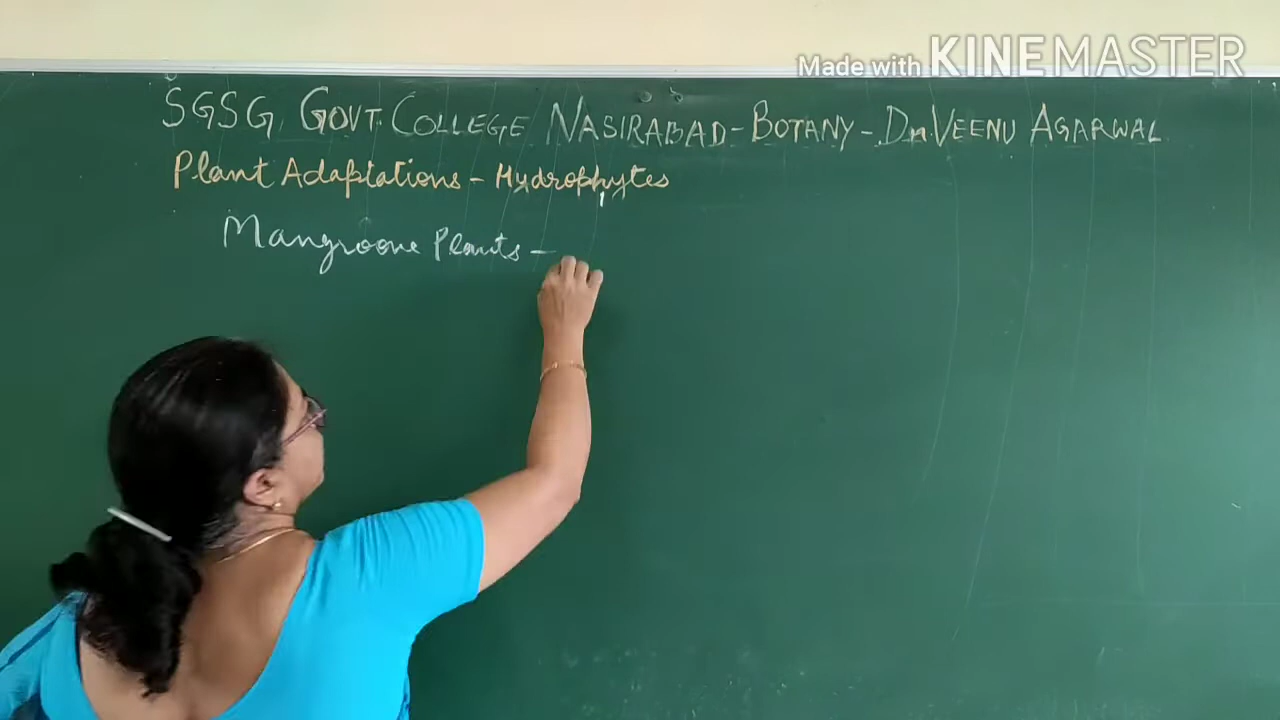 Made with KINEMASTER
SGSG GOVT. COLLEGE NASIRABAD - BOTANY - Dr. VEENU AGARWAL
Plant Adaptations - Hydrophytes
Mangroove Plants -